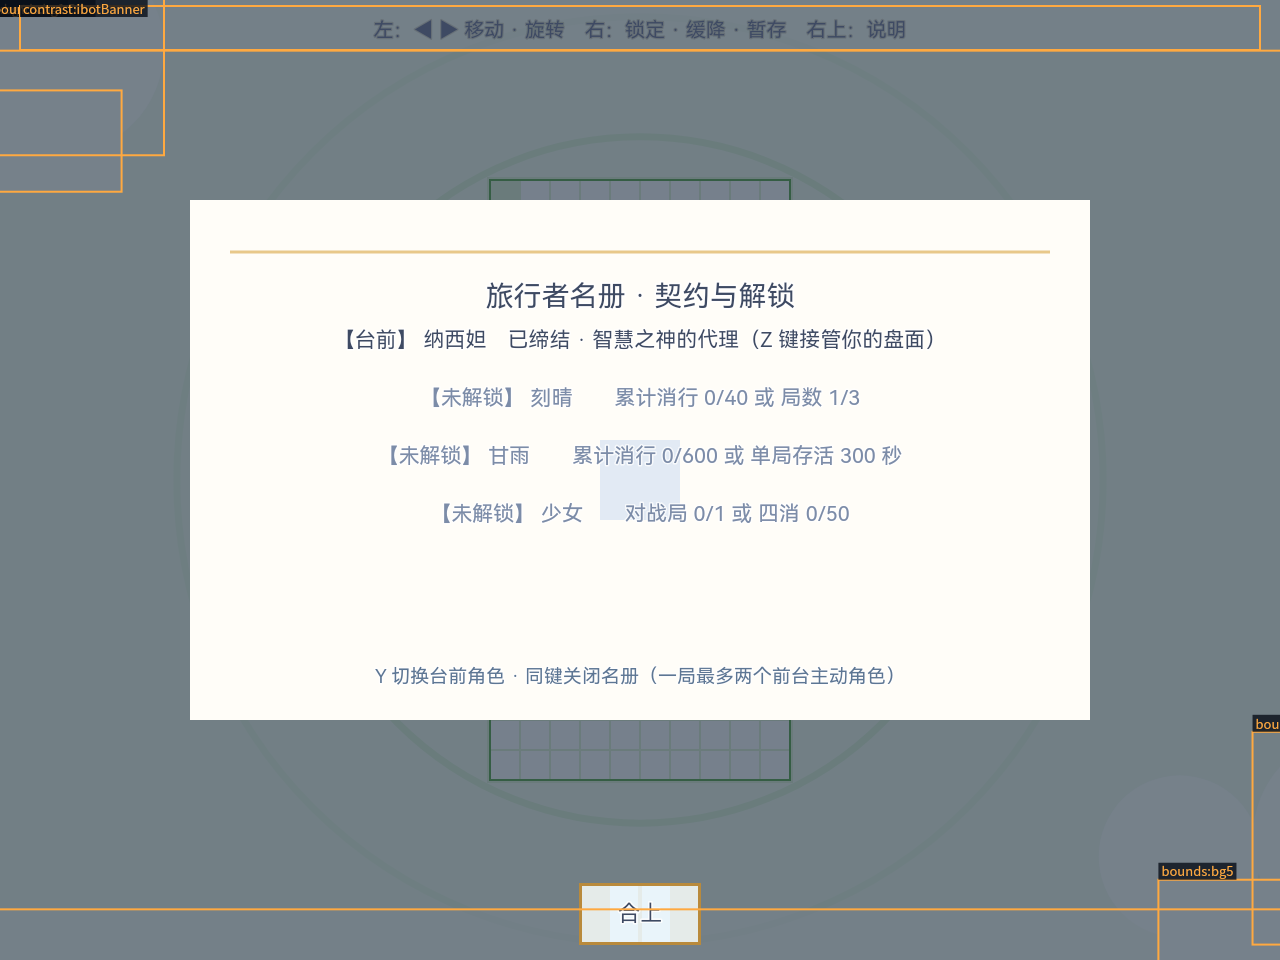 contrast:ibotBanner
左：◀ ▶ 移动 · 旋转　右：锁定 · 缓降 · 暂存　右上：说明
旅行者名册 · 契约与解锁
【台前】 纳西妲　已缔结 · 智慧之神的代理（Z 键接管你的盘面）
【未解锁】 刻晴　　累计消行 0/40 或 局数 1/3
【未解锁】 甘雨　　累计消行 0/600 或 单局存活 300 秒
【未解锁】 少女　　对战局 0/1 或 四消 0/50
Y 切换台前角色 · 同键关闭名册（一局最多两个前台主动角色）
bou
bounds:bg5
合上